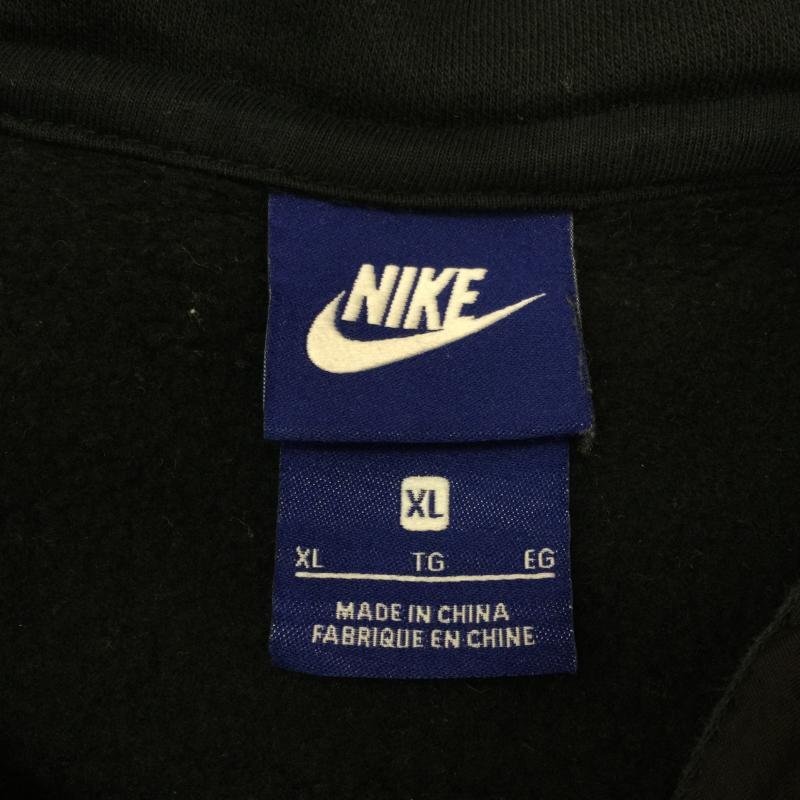 NIKE
XL
XL TG EG
MADE IN CHINA
FABRIQUE EN CHINE